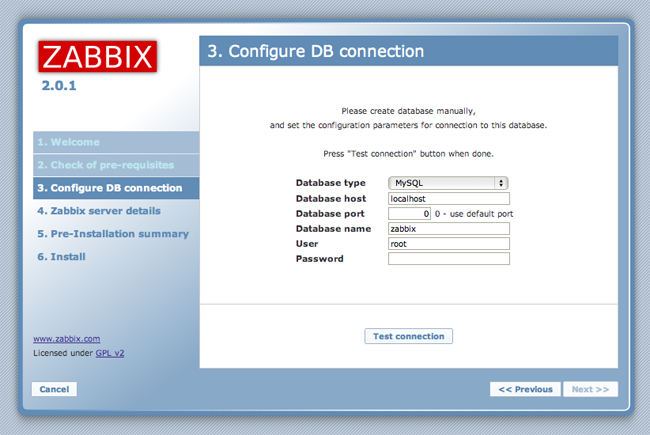 ZABBIX
2.0.1
1. Welcome
2. Check of pre-requisites
3. Configure DB connection
4. Zabbix server details
5. Pre-Installation summary
6. Install
www.zabbix.com
Licensed under GPL v2
3. Configure DB connection
Please create database manually,
and set the configuration parameters for connection to this database.
Press "Test connection" button when done.
Database type MySQL
Database host localhost
Database port 0 0 - use default port
Database name zabbix
User root
Password
Test connection
Cancel
<< Previous Next >>